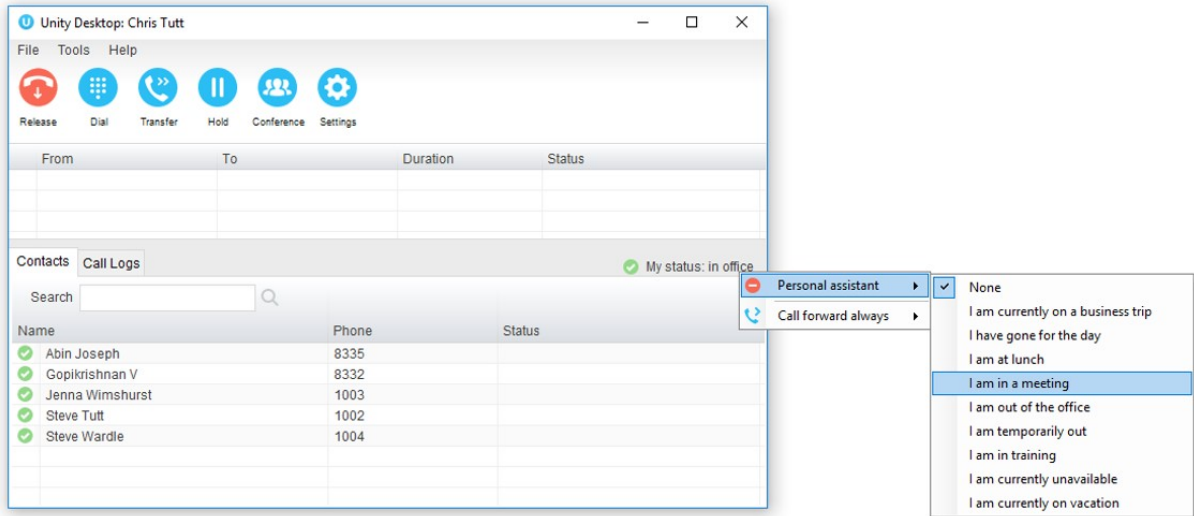 Unity Desktop: Chris Tutt
File Tools Help
Release Dial Transfer Hold Conference Settings
From To Duration Status
Contacts Call Logs My status: in office
Search
Name Phone Status
Abin Joseph 8335
Gopikrishnan V 8332
Jenna Wimshurst 1003
Steve Tutt 1002
Steve Wardle 1004
Personal assistant
Call forward always
None
I am currently on a business trip
I have gone for the day
I am at lunch
I am in a meeting
I am out of the office
I am temporarily out
I am in training
I am currently unavailable
I am currently on vacation